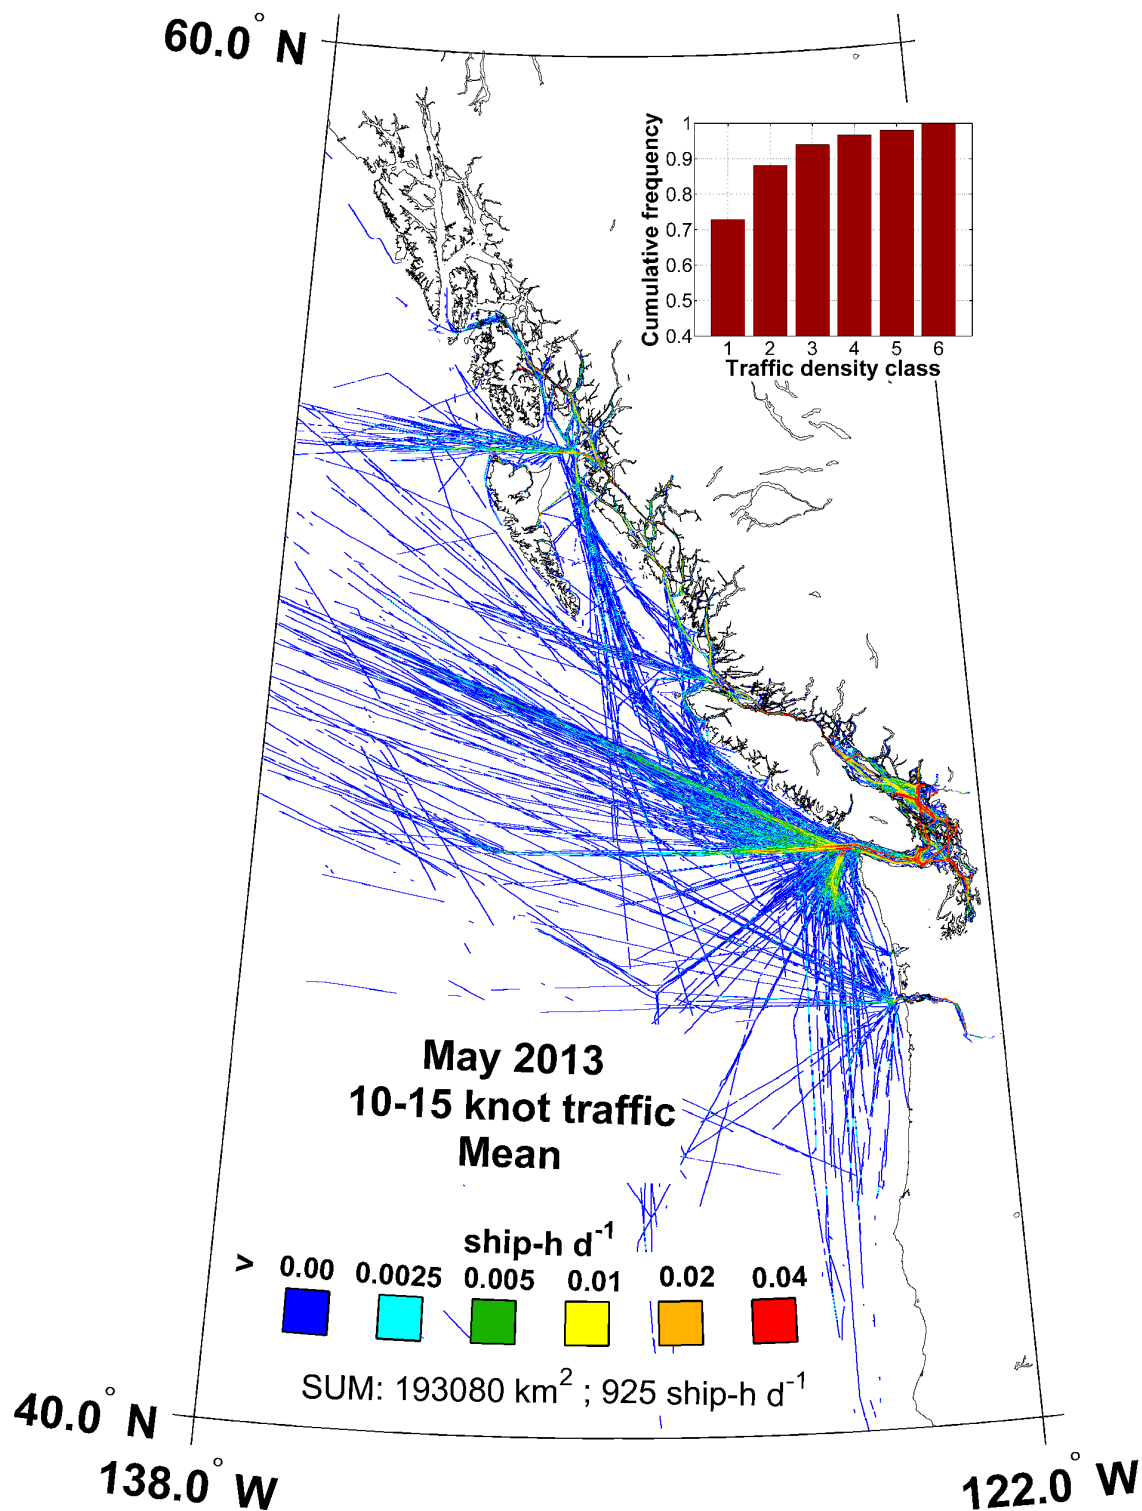 60.0° N
Cumulative frequency
1
0.9
0.8
0.7
0.6
0.5
0.4
1 2 3 4 5 6
Traffic density class
May 2013
10-15 knot traffic
Mean
ship-h d⁻¹
> 0.00 0.0025 0.005 0.01 0.02 0.04
SUM: 193080 km² ; 925 ship-h d⁻¹
40.0° N
138.0° W
122.0° W